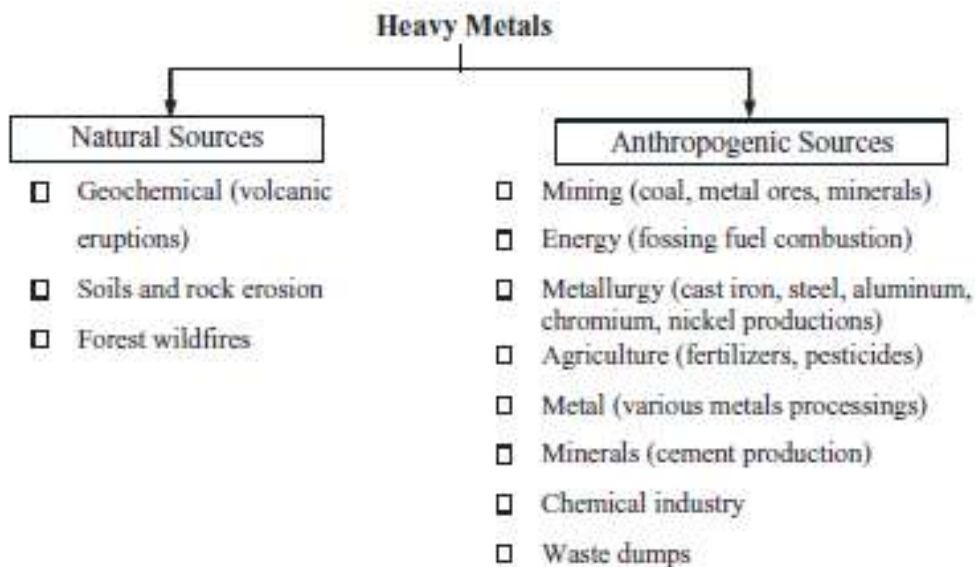 Heavy Metals
Natural Sources
Geochemical (volcanic
eruptions)
Soils and rock erosion
Forest wildfires
Anthropogenic Sources
Mining (coal, metal ores, minerals)
Energy (fossing fuel combustion)
Metallurgy (cast iron, steel, aluminum,
chromium, nickel productions)
Agriculture (fertilizers, pesticides)
Metal (various metals processings)
Minerals (cement production)
Chemical industry
Waste dumps